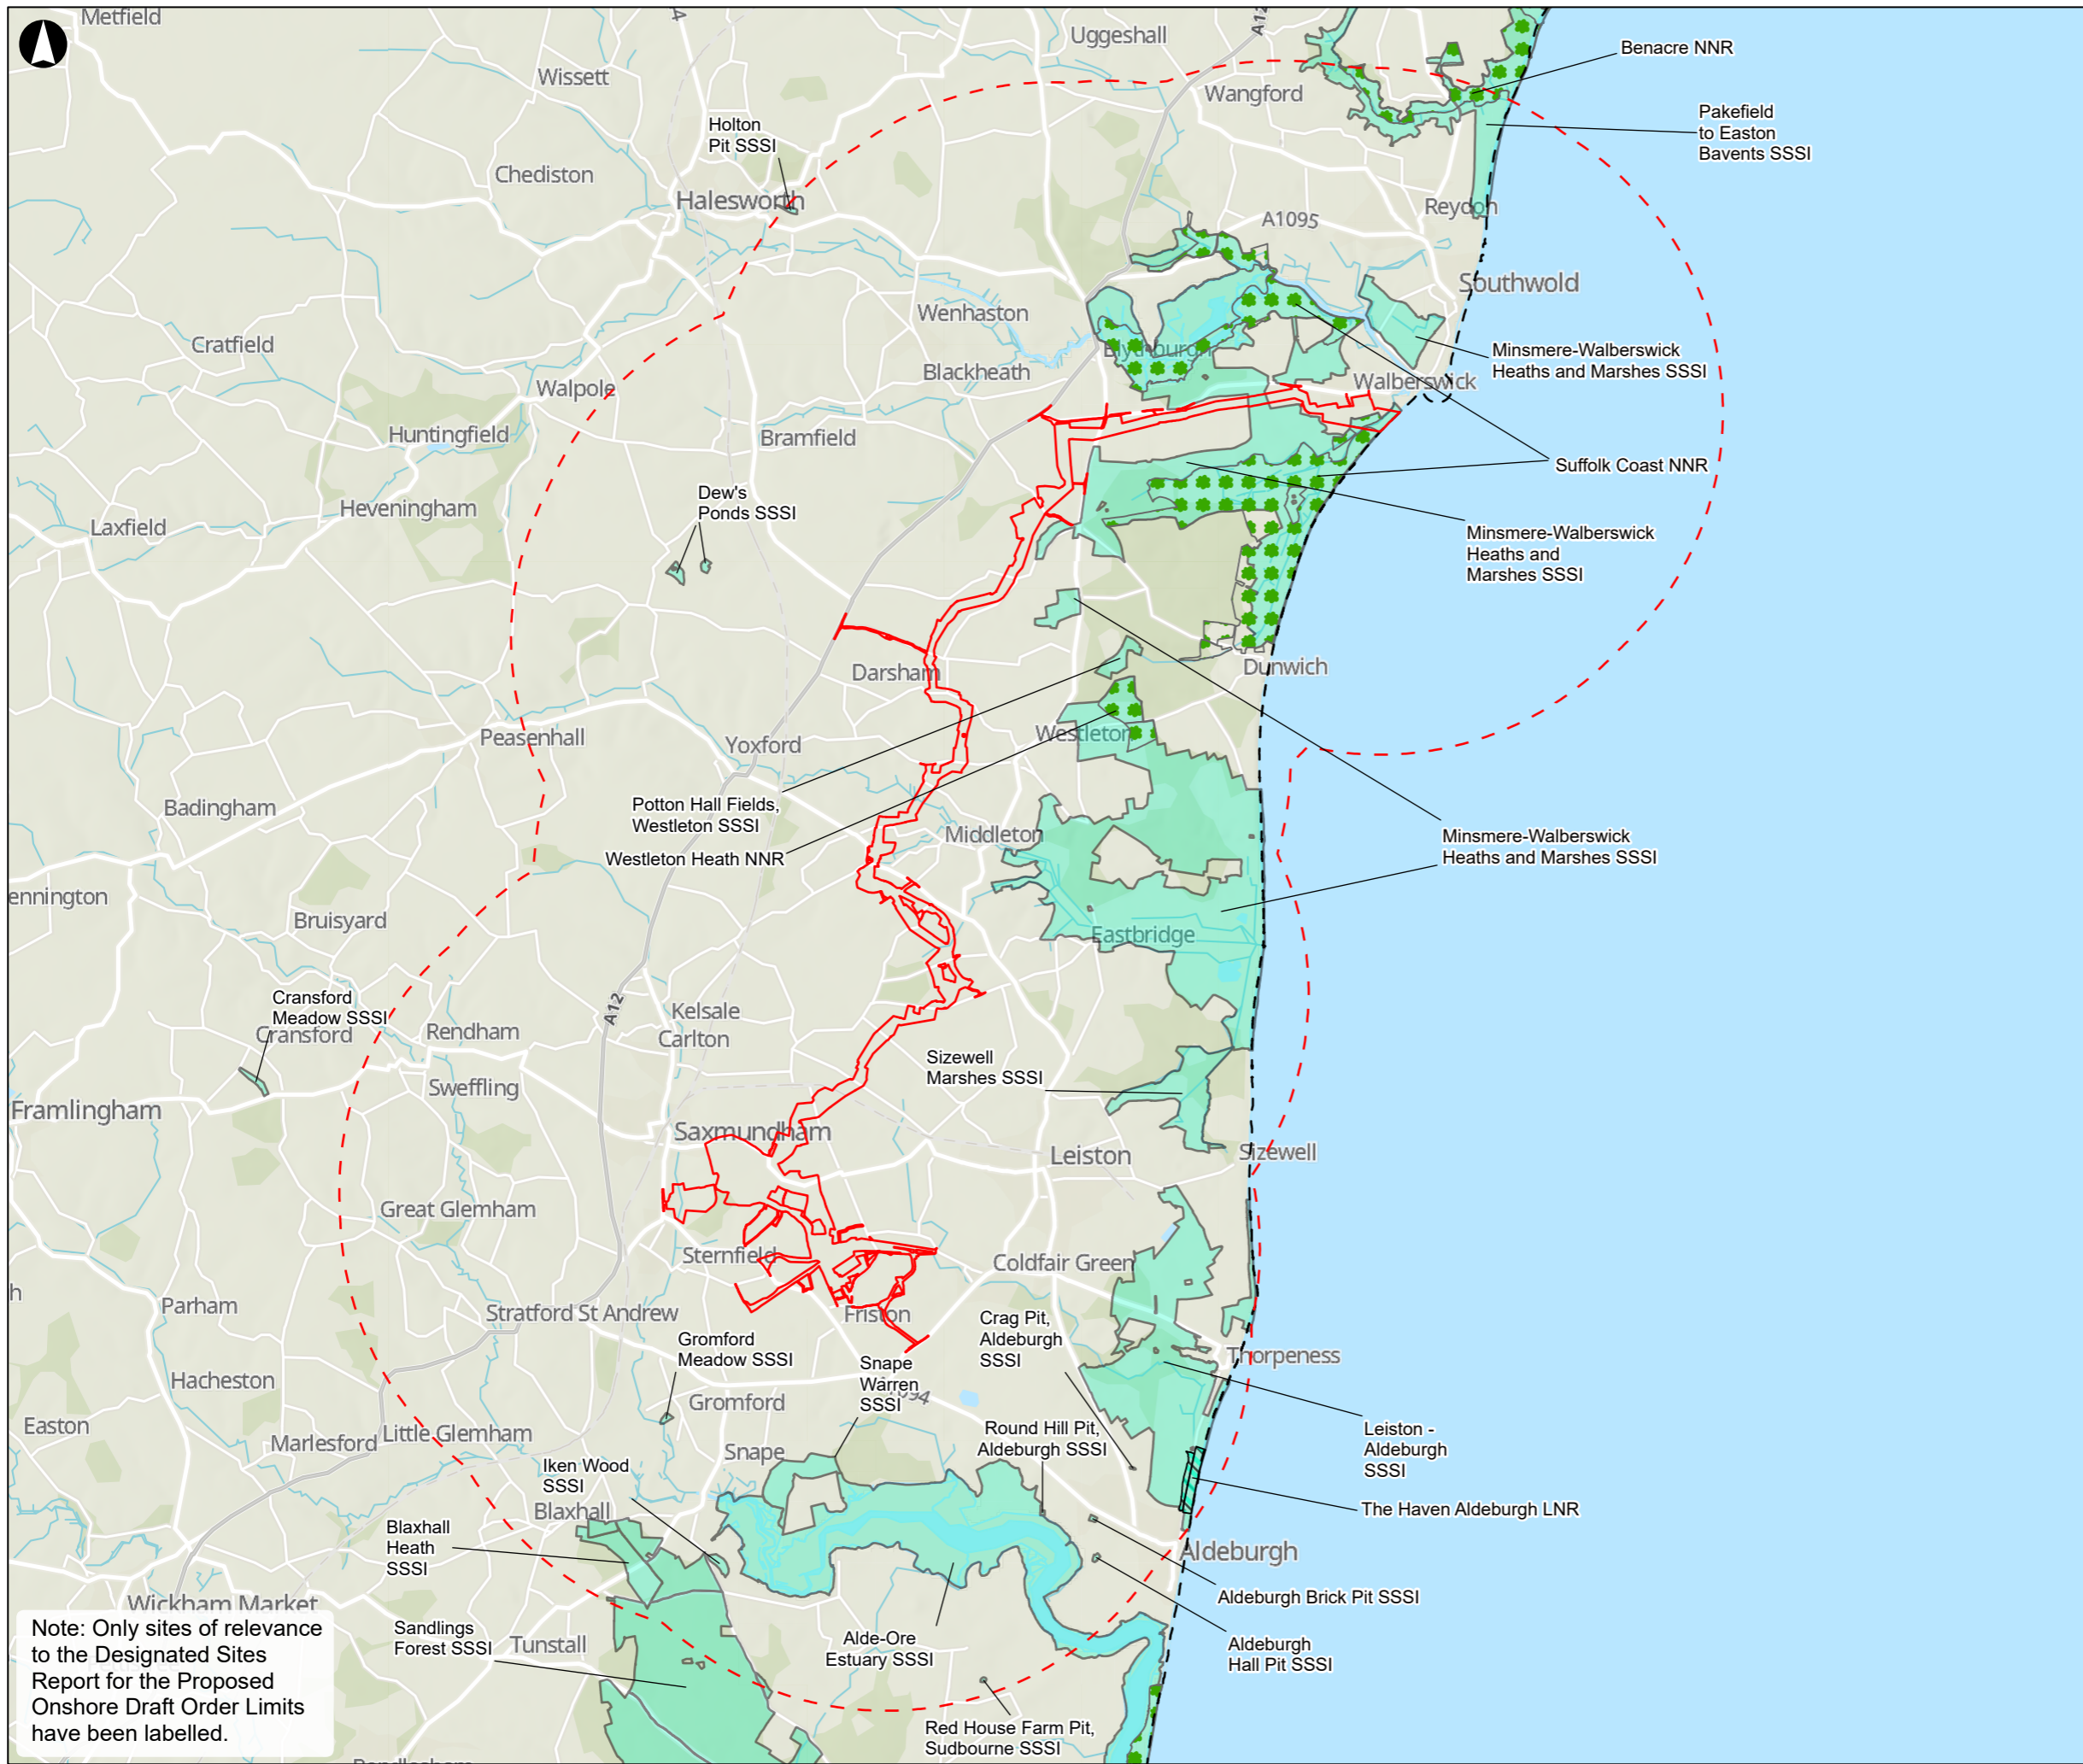 Metfield
Uggeshall
A12
Benacre NNR
Wissett
Wangford
Pakefield
to Easton
Bavents SSSI
Holton
Pit SSSI
Chediston
Halesworth
Reydon
A1095
Southwold
Wenhaston
Cratfield
Blythburgh
Minsmere-Walberswick
Heaths and Marshes SSSI
Blackheath
Walpole
Walberswick
Huntingfield
Bramfield
Suffolk Coast NNR
Dew's
Ponds SSSI
Heveningham
Laxfield
Minsmere-Walberswick
Heaths and
Marshes SSSI
Darsham
Dunwich
Peasenhall
Yoxford
Westleton
Badingham
Potton Hall Fields,
Westleton SSSI
Middleton
Minsmere-Walberswick
Heaths and Marshes SSSI
Westleton Heath NNR
ennington
Bruisyard
Eastbridge
Cransford
Meadow SSSI
Cransford
Rendham
A12
Kelsale
Carlton
Sizewell
Marshes SSSI
Sweffling
Framlingham
Saxmundham
Leiston
Sizewell
Great Glemham
Sternfield
Coldfair Green
h
Parham
Stratford St Andrew
Friston
Crag Pit,
Aldeburgh
SSSI
Gromford
Meadow SSSI
Snape
Warren
SSSI
Thorpeness
Hacheston
Gromford
94
Easton
Marlesford
Little Glemham
Snape
Round Hill Pit,
Aldeburgh SSSI
Leiston -
Aldeburgh
SSSI
Iken Wood
SSSI
Blaxhall
The Haven Aldeburgh LNR
Blaxhall
Heath
SSSI
Aldeburgh
Aldeburgh Brick Pit SSSI
Wickham Market
Sandlings
Forest SSSI
Tunstall
Alde-Ore
Estuary SSSI
Aldeburgh
Hall Pit SSSI
Note: Only sites of relevance
to the Designated Sites
Report for the Proposed
Onshore Draft Order Limits
have been labelled.
Red House Farm Pit,
Sudbourne SSSI